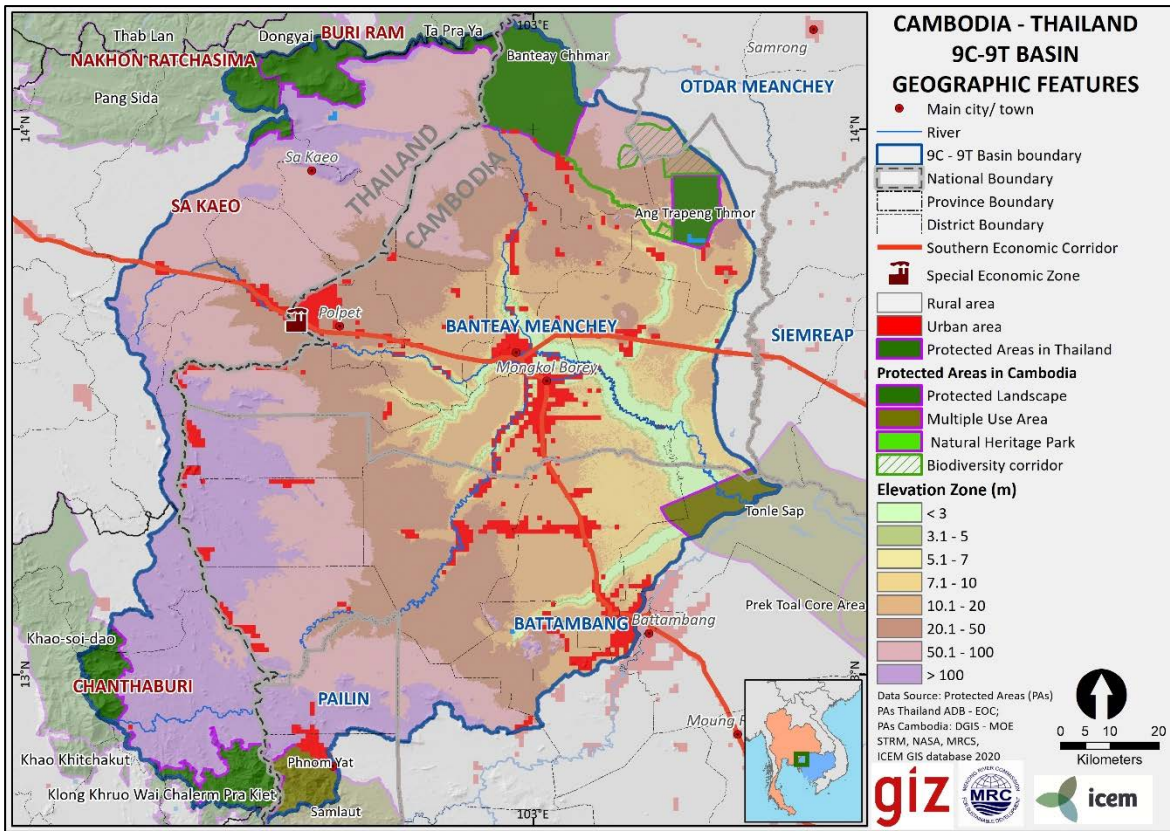 103°E
Thab Lan
Dongyai
BURI RAM
Ta Pra Ya
NAKHON RATCHASIMA
Banteay Chhmar
Samrong
Pang Sida
OTDAR MEANCHEY
14°N
14°N
THAILAND
CAMBODIA
Sa Kaeo
SA KAEO
Ang Trapeng Thmor
Polpet
BANTEAY MEANCHEY
SIEMREAP
Mongkol Borey
Tonle Sap
Prek Toal Core Area
BATTAMBANG
Battambang
Khao-soi-dao
13°N
13°N
CHANTHABURI
PAILIN
Khao Khitchakut
Phnom Yat
Klong Khruo Wai Chalerm Pra Kiet
Samlaut
103°E
CAMBODIA - THAILAND
9C-9T BASIN
GEOGRAPHIC FEATURES
Main city/ town
River
9C - 9T Basin boundary
National Boundary
Province Boundary
District Boundary
Southern Economic Corridor
Special Economic Zone
Rural area
Urban area
Protected Areas in Thailand
Protected Areas in Cambodia
Protected Landscape
Multiple Use Area
Natural Heritage Park
Biodiversity corridor
Elevation Zone (m)
< 3
3.1 - 5
5.1 - 7
7.1 - 10
10.1 - 20
20.1 - 50
50.1 - 100
> 100
Data Source: Protected Areas (PAs)
PAs Thailand ADB - EOC;
PAs Cambodia: DGIS - MOE
STRM, NASA, MRCS,
ICEM GIS database 2020
0 5 10 20
Kilometers
giz
MEKONG RIVER COMMISSION
MRC
FOR SUSTAINABLE DEVELOPMENT
icem